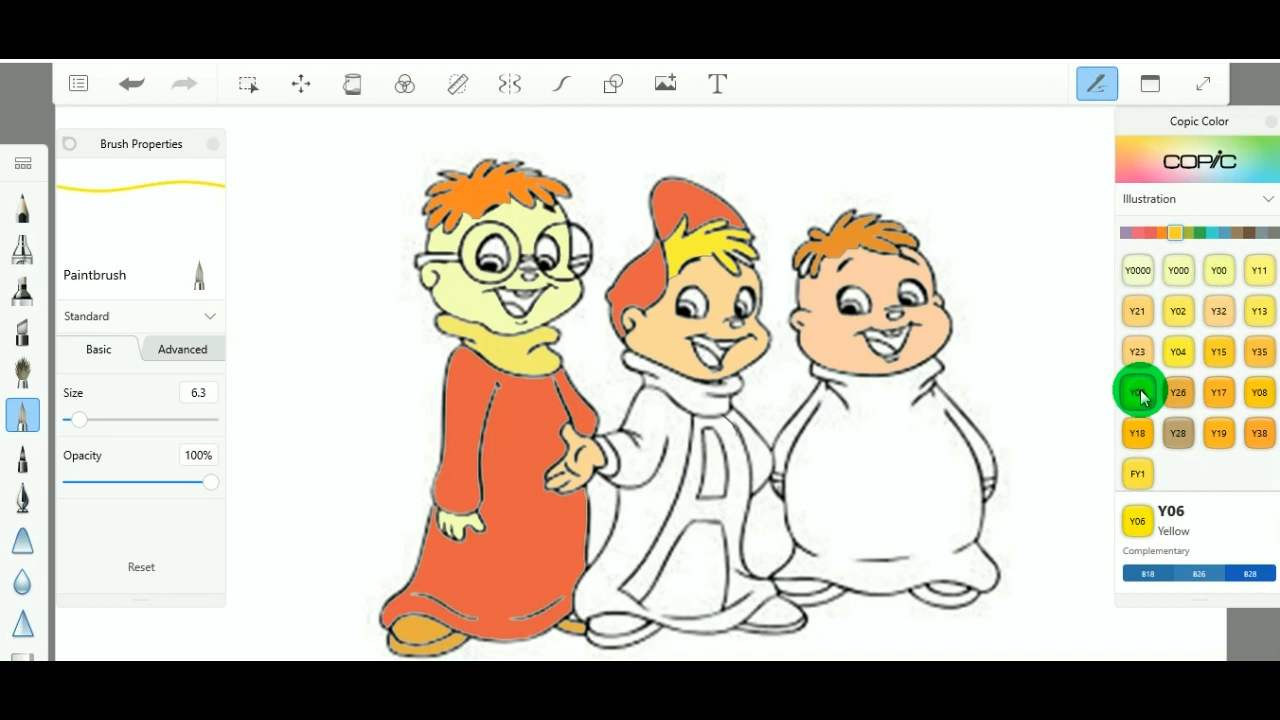 Brush Properties
Paintbrush
Standard
Basic Advanced
Size 6.3
Opacity 100%
Reset
T
A
Copic Color
COPIC
Illustration
Y0000 Y000 Y00 Y11
Y21 Y02 Y32 Y13
Y23 Y04 Y15 Y35
Y26 Y17 Y08
Y18 Y28 Y19 Y38
FY1
Y06 Y06
Yellow
Complementary
B18 B26 B28